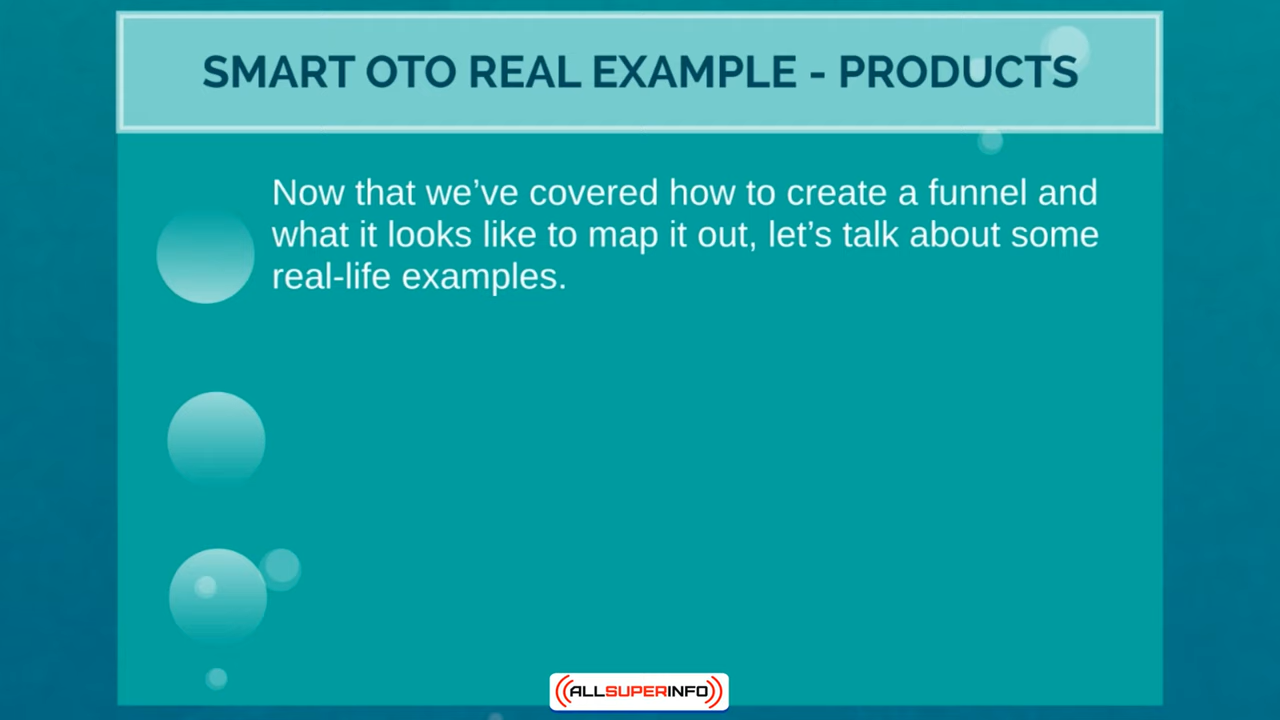 SMART OTO REAL EXAMPLE - PRODUCTS
Now that we’ve covered how to create a funnel and
what it looks like to map it out, let’s talk about some
real-life examples.
ALLSUPERINFO